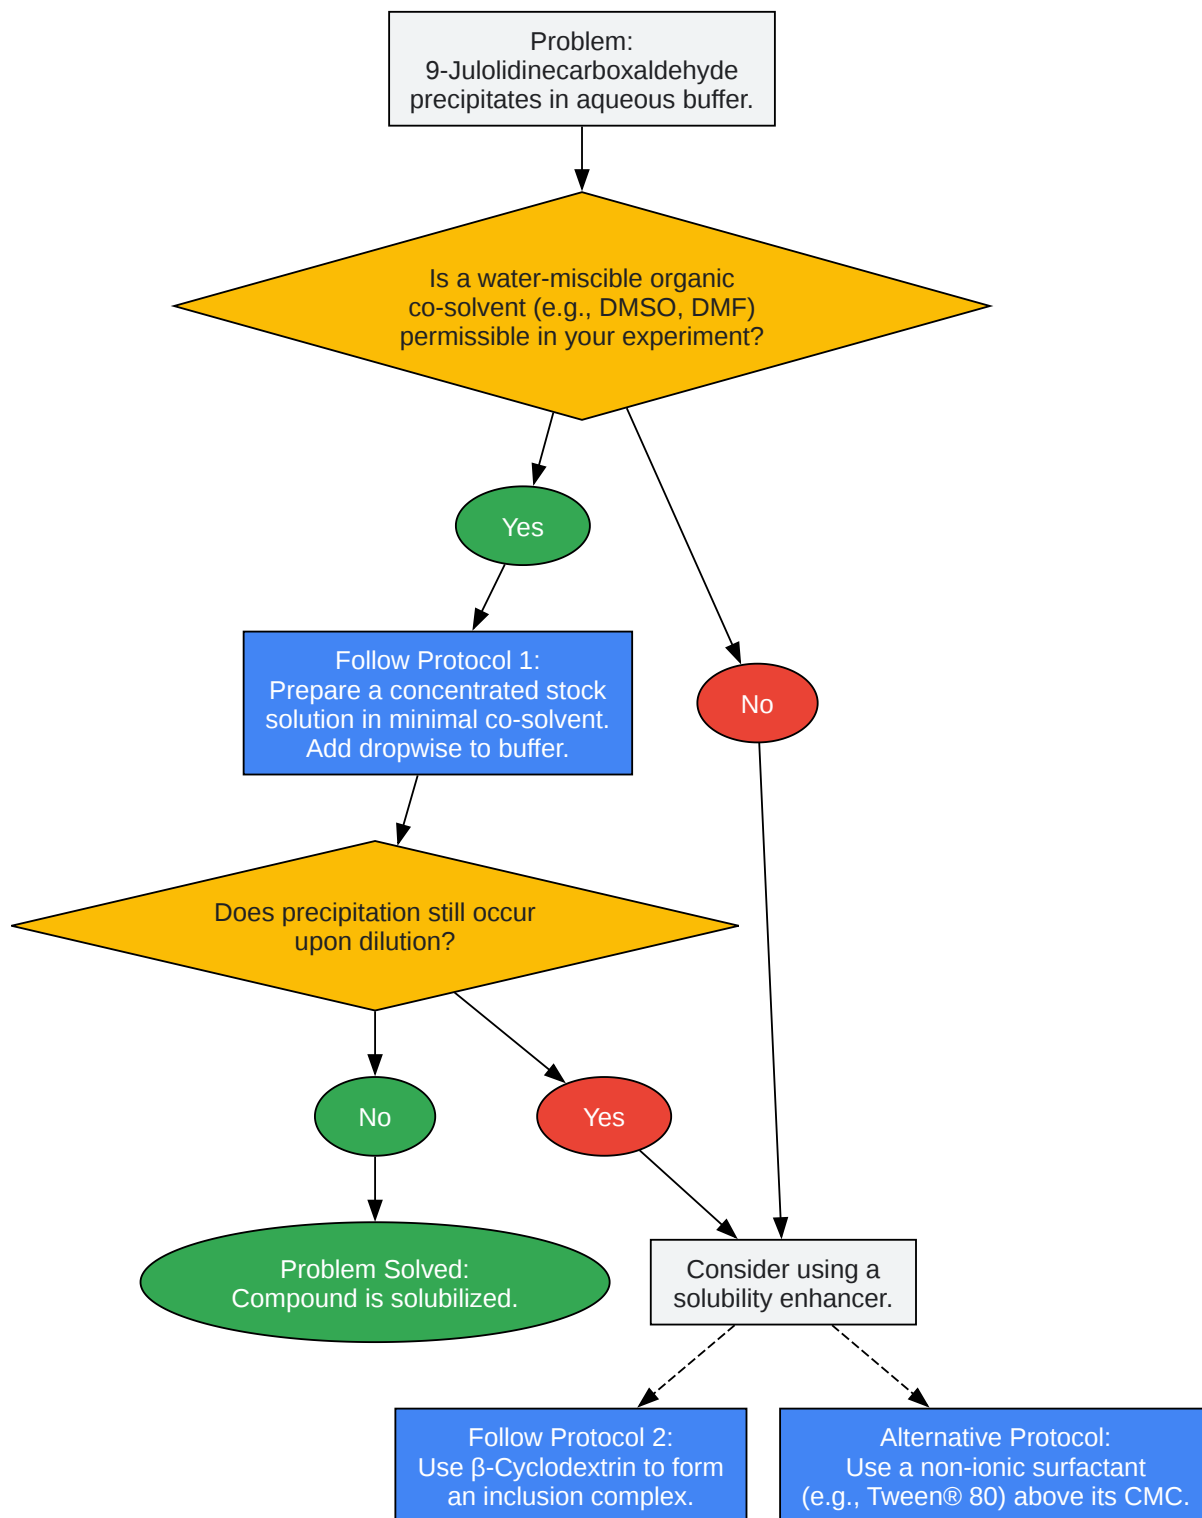 Problem:
9-Julolidinecarboxaldehyde
precipitates in aqueous buffer.
Is a water-miscible organic
co-solvent (e.g., DMSO, DMF)
permissible in your experiment?
Yes
Follow Protocol 1:
Prepare a concentrated stock
solution in minimal co-solvent.
Add dropwise to buffer.
No
Does precipitation still occur
upon dilution?
No
Yes
Problem Solved:
Compound is solubilized.
Consider using a
solubility enhancer.
Follow Protocol 2:
Use β-Cyclodextrin to form
an inclusion complex.
Alternative Protocol:
Use a non-ionic surfactant
(e.g., Tween® 80) above its CMC.